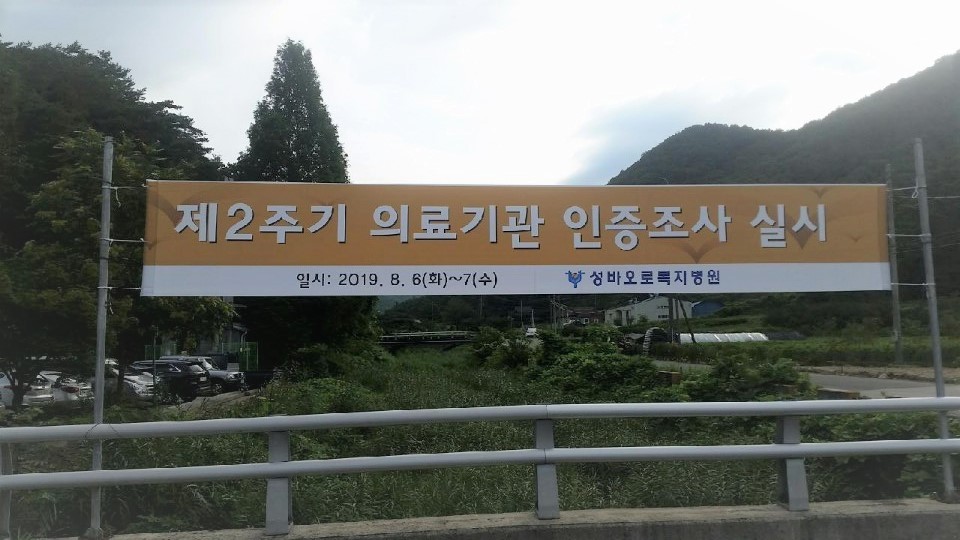 제2주기 의료기관 인증조사 실시
일시: 2019. 8. 6(화)~7(수) 성바오로복지병원